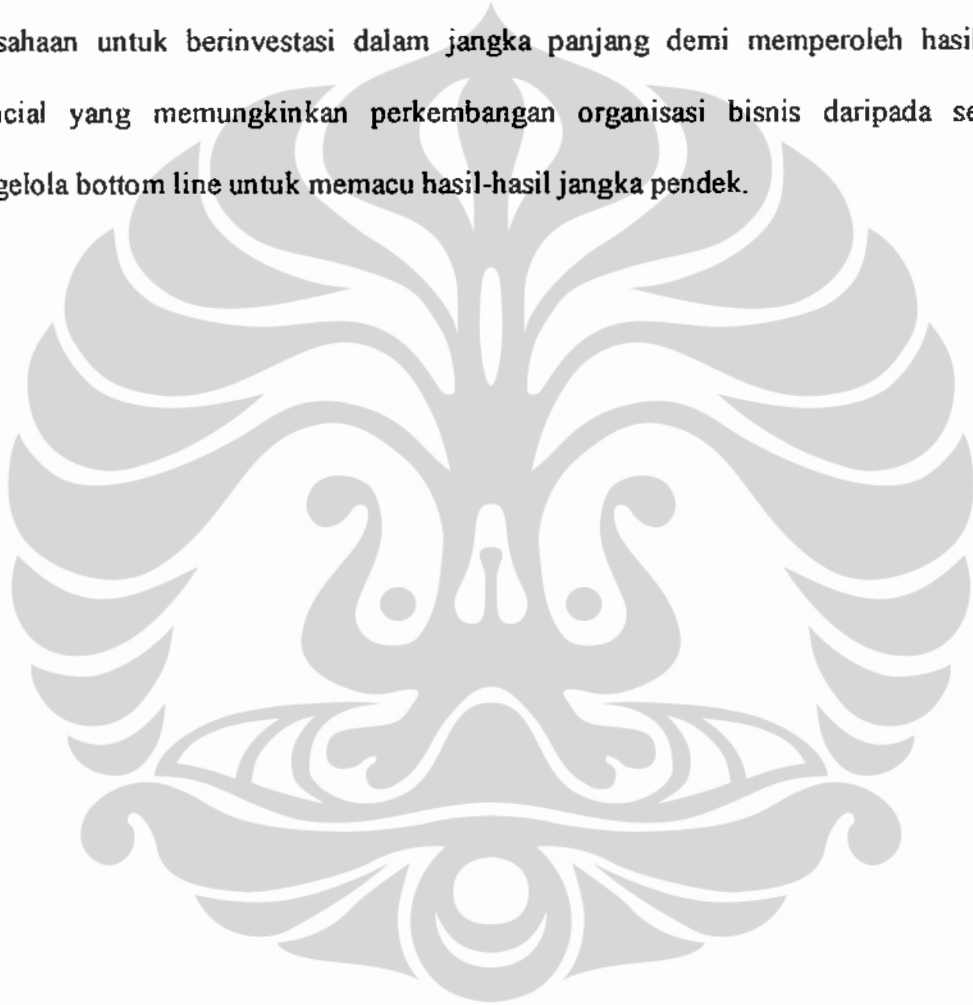 sahaan untuk berinvestasi dalam jangka panjang demi memperoleh hasil
ncial yang memungkinkan perkembangan organisasi bisnis daripada se
gelola bottom line untuk memacu hasil-hasil jangka pendek.